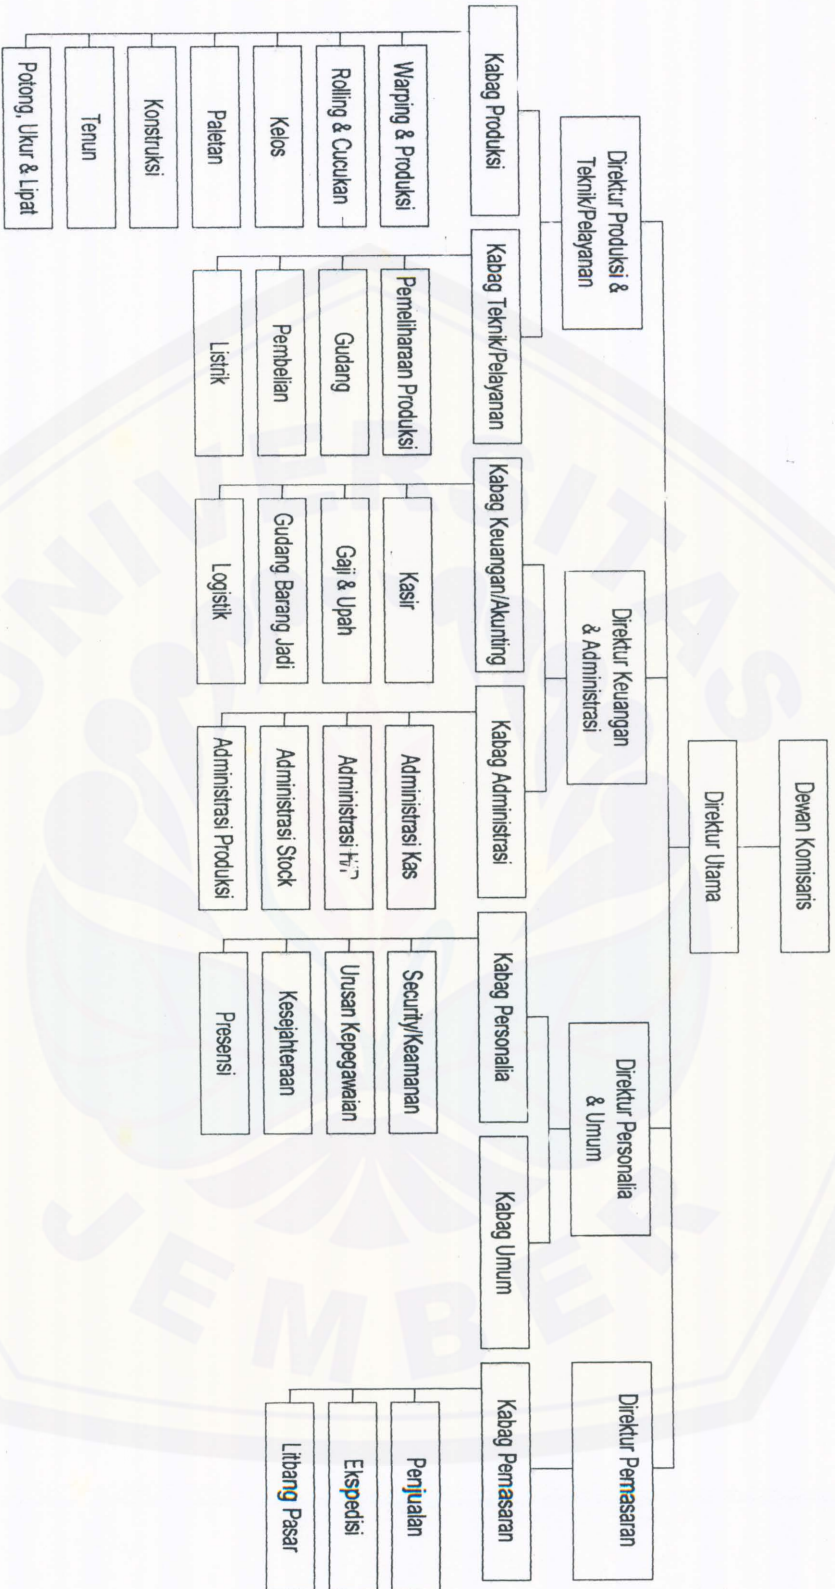 Dewan Komisaris
Direktur Utama
Direktur Produksi &
Teknik/Pelayanan
Direktur Keuangan
& Administrasi
Direktur Personalia
& Umum
Direktur Pemasaran
Kabag Produksi
Kabag Teknik/Pelayanan
Kabag Keuangan/Akunting
Kabag Administrasi
Kabag Personalia
Kabag Umum
Kabag Pemasaran
Warping & Produksi
Rolling & Cucukan
Kelos
Paletan
Konstruksi
Tenun
Potong, Ukur & Lipat
Pemeliharaan Produksi
Gudang
Pembelian
Listrik
Kasir
Gaji & Upah
Gudang Barang Jadi
Logistik
Administrasi Kas
Administrasi
Administrasi Stock
Administrasi Produksi
Security/Keamanan
Urusan Kepegawaian
Kesejahteraan
Presensi
Penjualan
Ekspedisi
Litbang Pasar
UNIVERSITAS
JEMBER